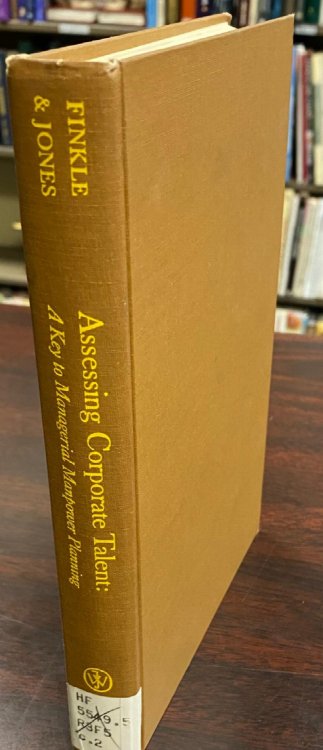 FINKLE
& JONES
Assessing Corporate Talent:
A Key to Managerial Manpower Planning
W
HF
5549.5
R3F5
c.2